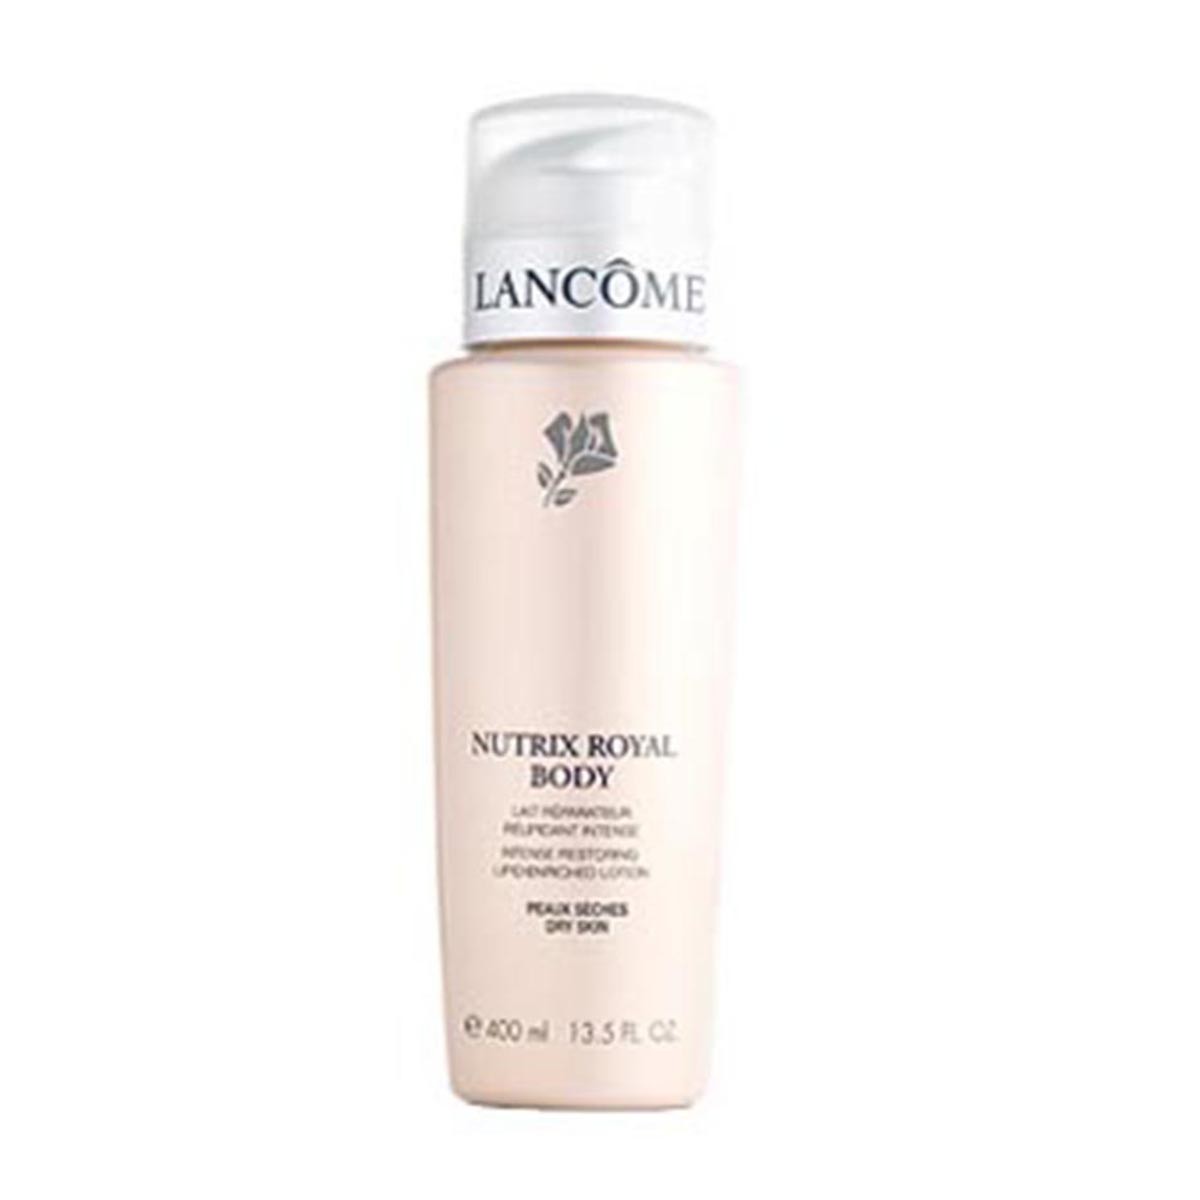 LANCÔME
NUTRIX ROYAL
BODY
LAIT RÉPARATEUR
RELIPIDANT INTENSE
INTENSE RESTORING
LIPID-ENRICHED LOTION
PEAUX SÈCHES
DRY SKIN
℮ 400 ml 13.5 FL. OZ.